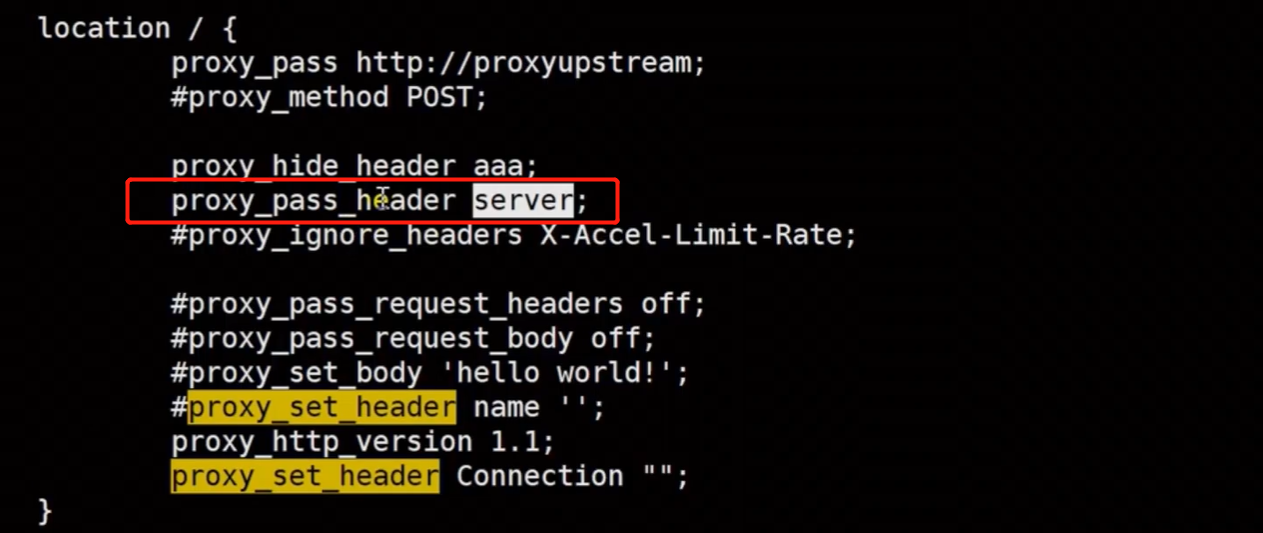 location / {
proxy_pass http://proxyupstream;
#proxy_method POST;
proxy_hide_header aaa;
proxy_pass_header server;
#proxy_ignore_headers X-Accel-Limit-Rate;
#proxy_pass_request_headers off;
#proxy_pass_request_body off;
#proxy_set_body 'hello world!';
#proxy_set_header name '';
proxy_http_version 1.1;
proxy_set_header Connection "";
}